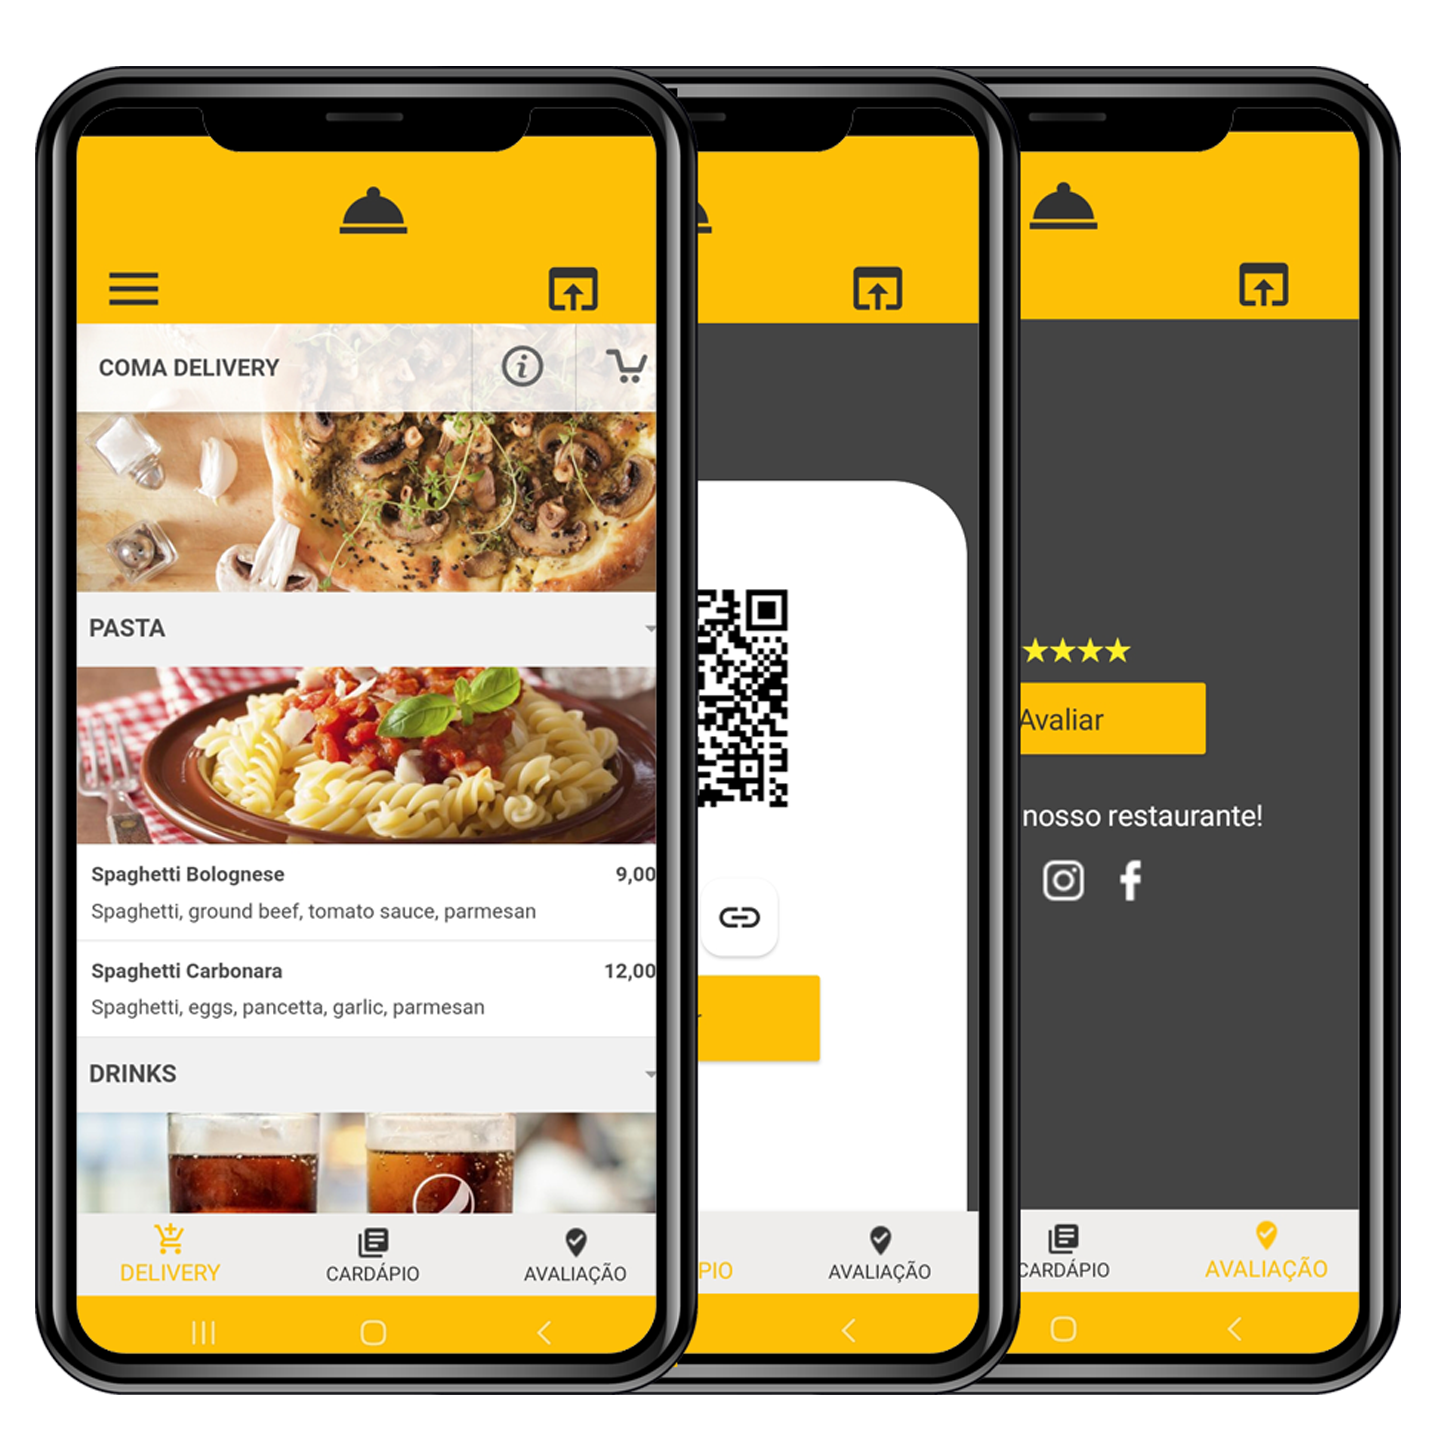 COMA DELIVERY
PASTA
Spaghetti Bolognese 9,00
Spaghetti, ground beef, tomato sauce, parmesan
Spaghetti Carbonara 12,00
Spaghetti, eggs, pancetta, garlic, parmesan
DRINKS
DELIVERY CARDÁPIO AVALIAÇÃO
PIO AVALIAÇÃO
Avaliar
nosso restaurante!
CARDÁPIO AVALIAÇÃO